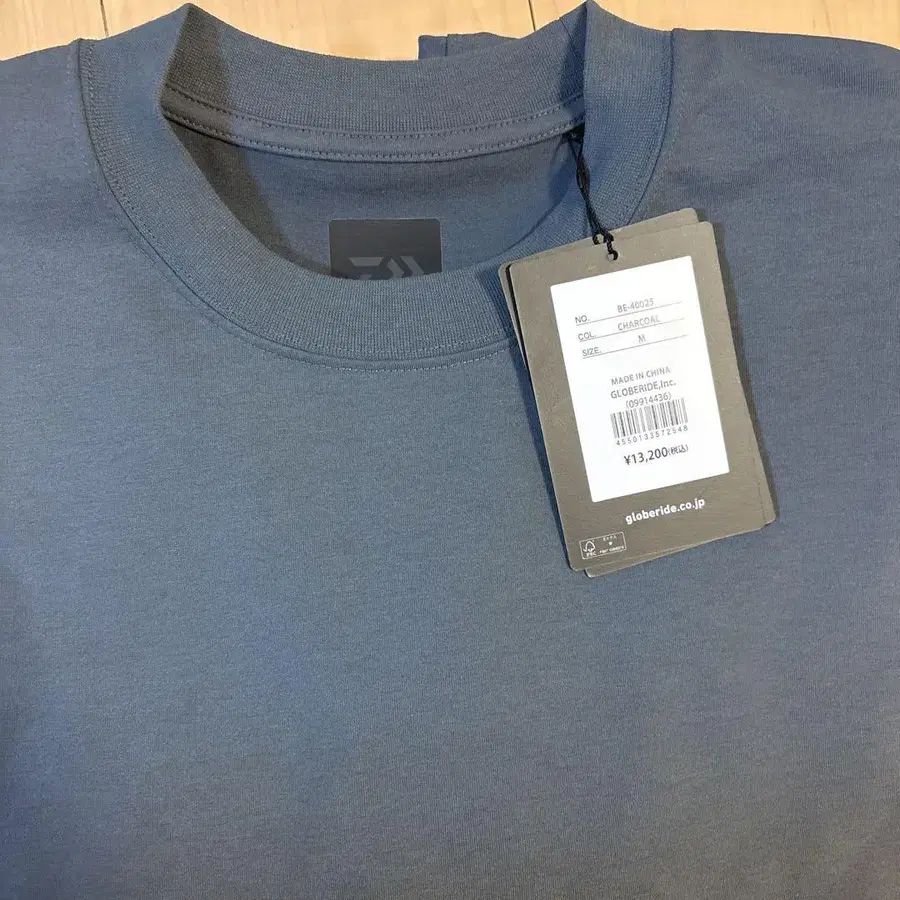 NO. BE-40025
COL. CHARCOAL
SIZE. M
MADE IN CHINA
GLOBERIDE,Inc.
(09914436)
4550133572548
¥13,200(税込)
globeride.co.jp
FSC